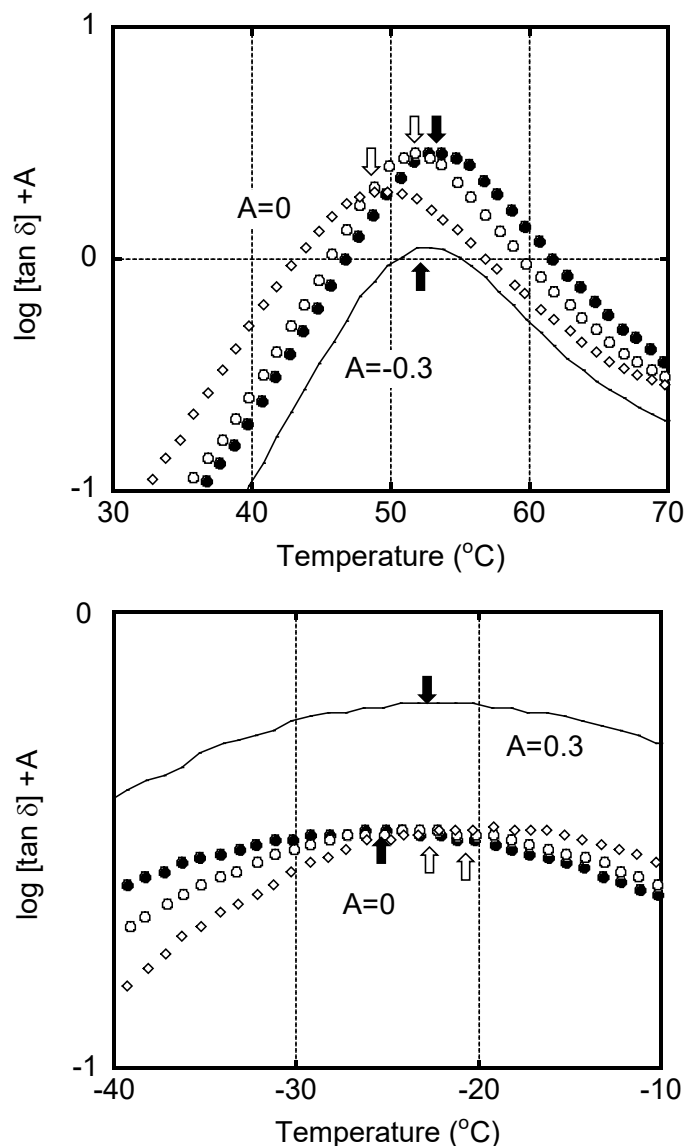 1
log [tan δ] +A
A=0
0
A=-0.3
-1
30 40 50 60 70
Temperature (°C)
0
log [tan δ] +A
A=0.3
A=0
-1
-40 -30 -20 -10
Temperature (°C)